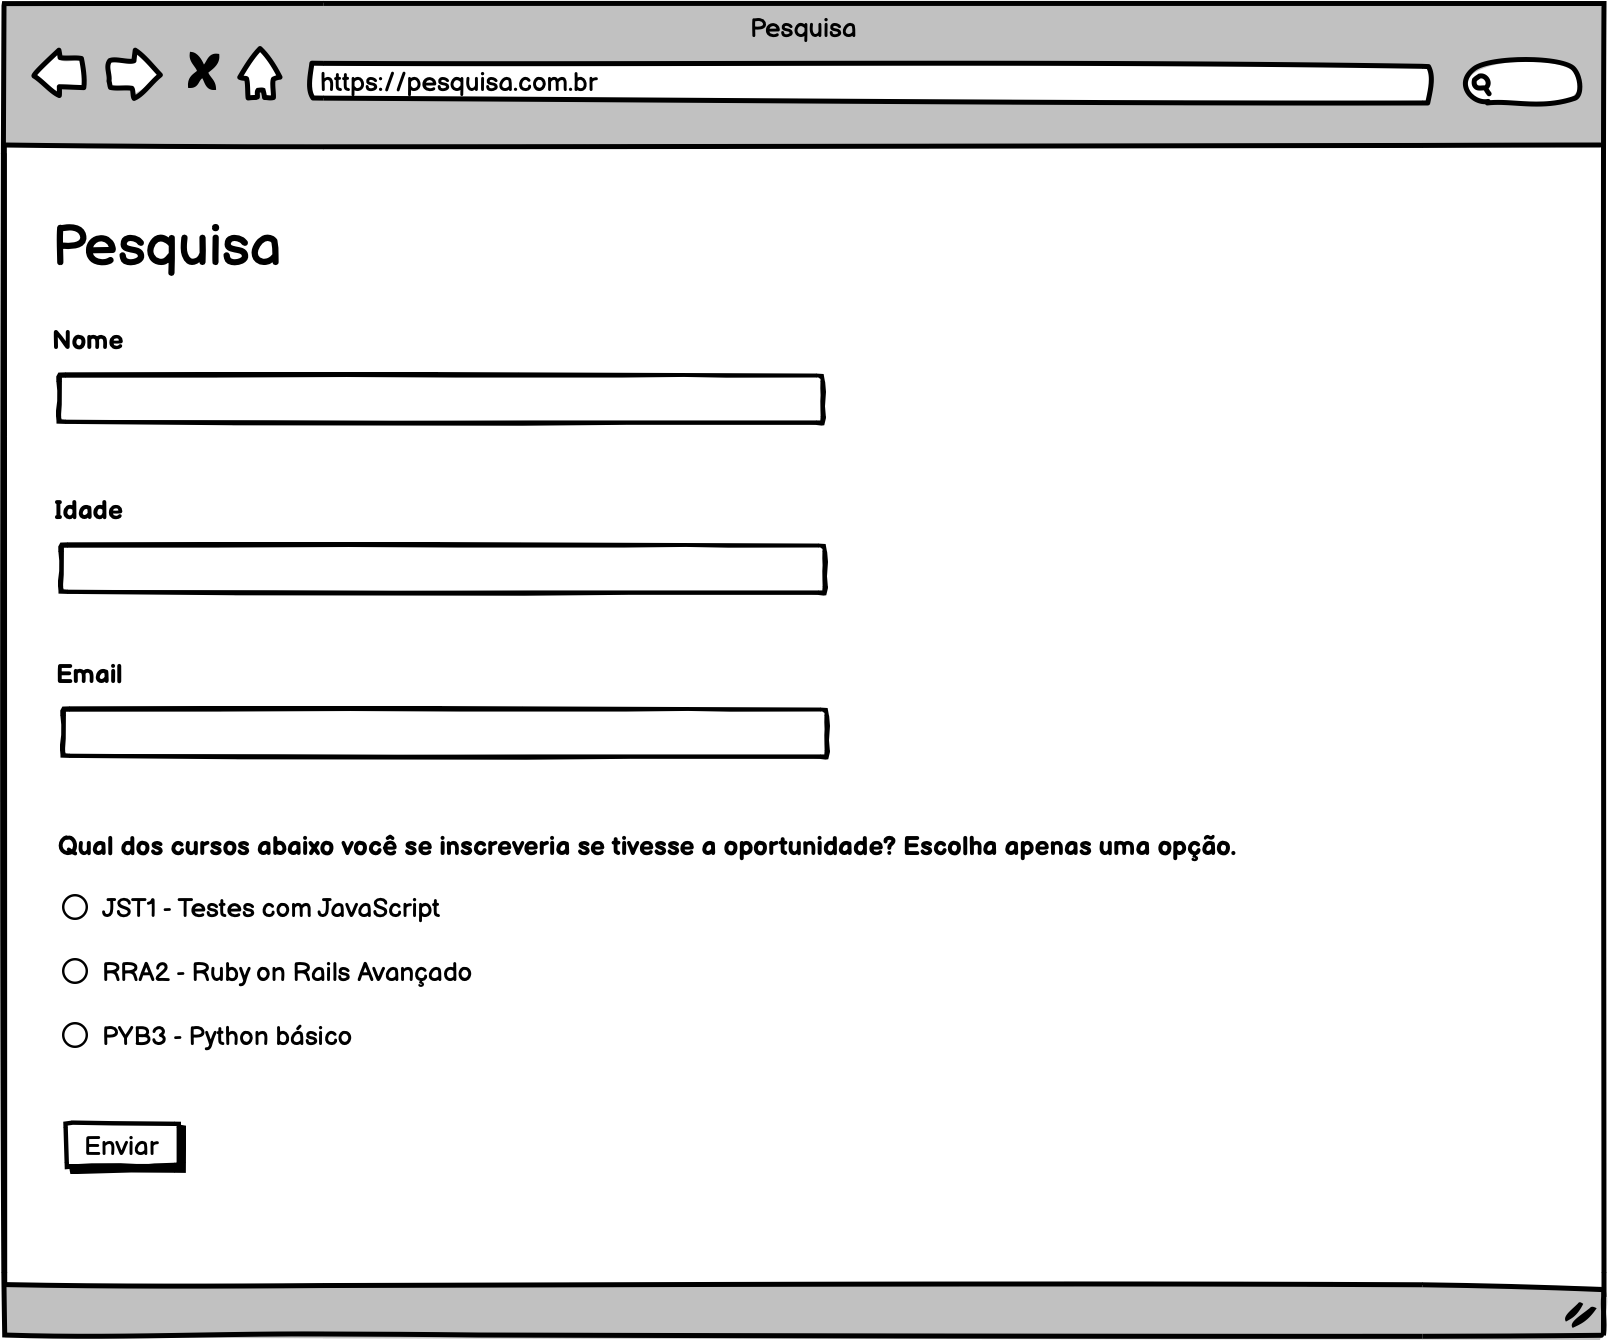 Pesquisa
https://pesquisa.com.br
Pesquisa
Nome
Idade
Email
Qual dos cursos abaixo você se inscreveria se tivesse a oportunidade? Escolha apenas uma opção.
JST1 - Testes com JavaScript
RRA2 - Ruby on Rails Avançado
PYB3 - Python básico
Enviar